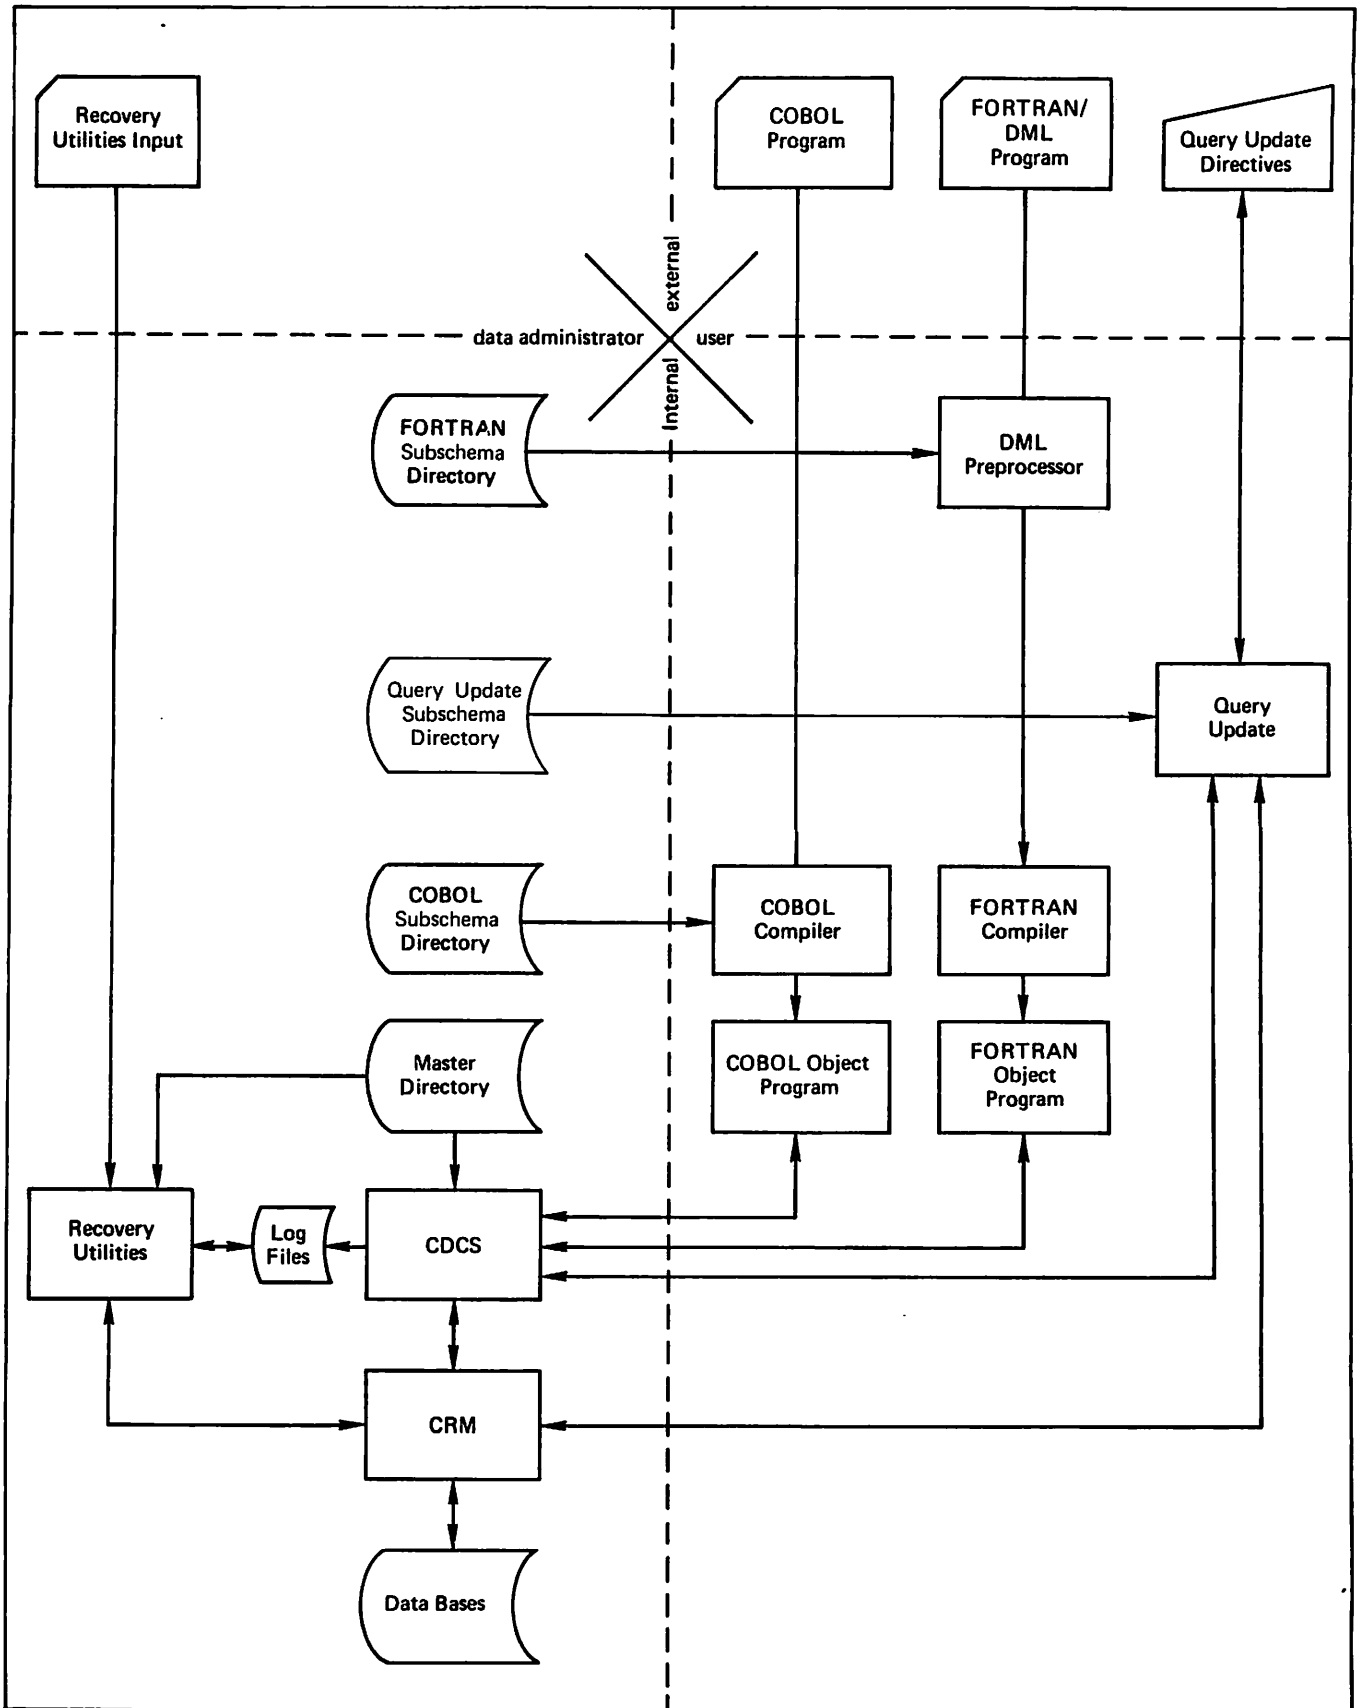 Recovery
Utilities Input
COBOL
Program
FORTRAN/
DML
Program
Query Update
Directives
external
data administrator
user
Internal
FORTRAN
Subschema
Directory
DML
Preprocessor
Query Update
Subschema
Directory
Query
Update
COBOL
Subschema
Directory
COBOL
Compiler
FORTRAN
Compiler
Master
Directory
COBOL Object
Program
FORTRAN
Object
Program
Recovery
Utilities
Log
Files
CDCS
CRM
Data Bases